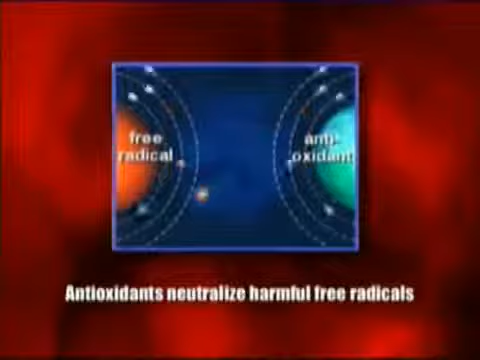 free
radical
anti-
oxidant
Antioxidants neutralize harmful free radicals